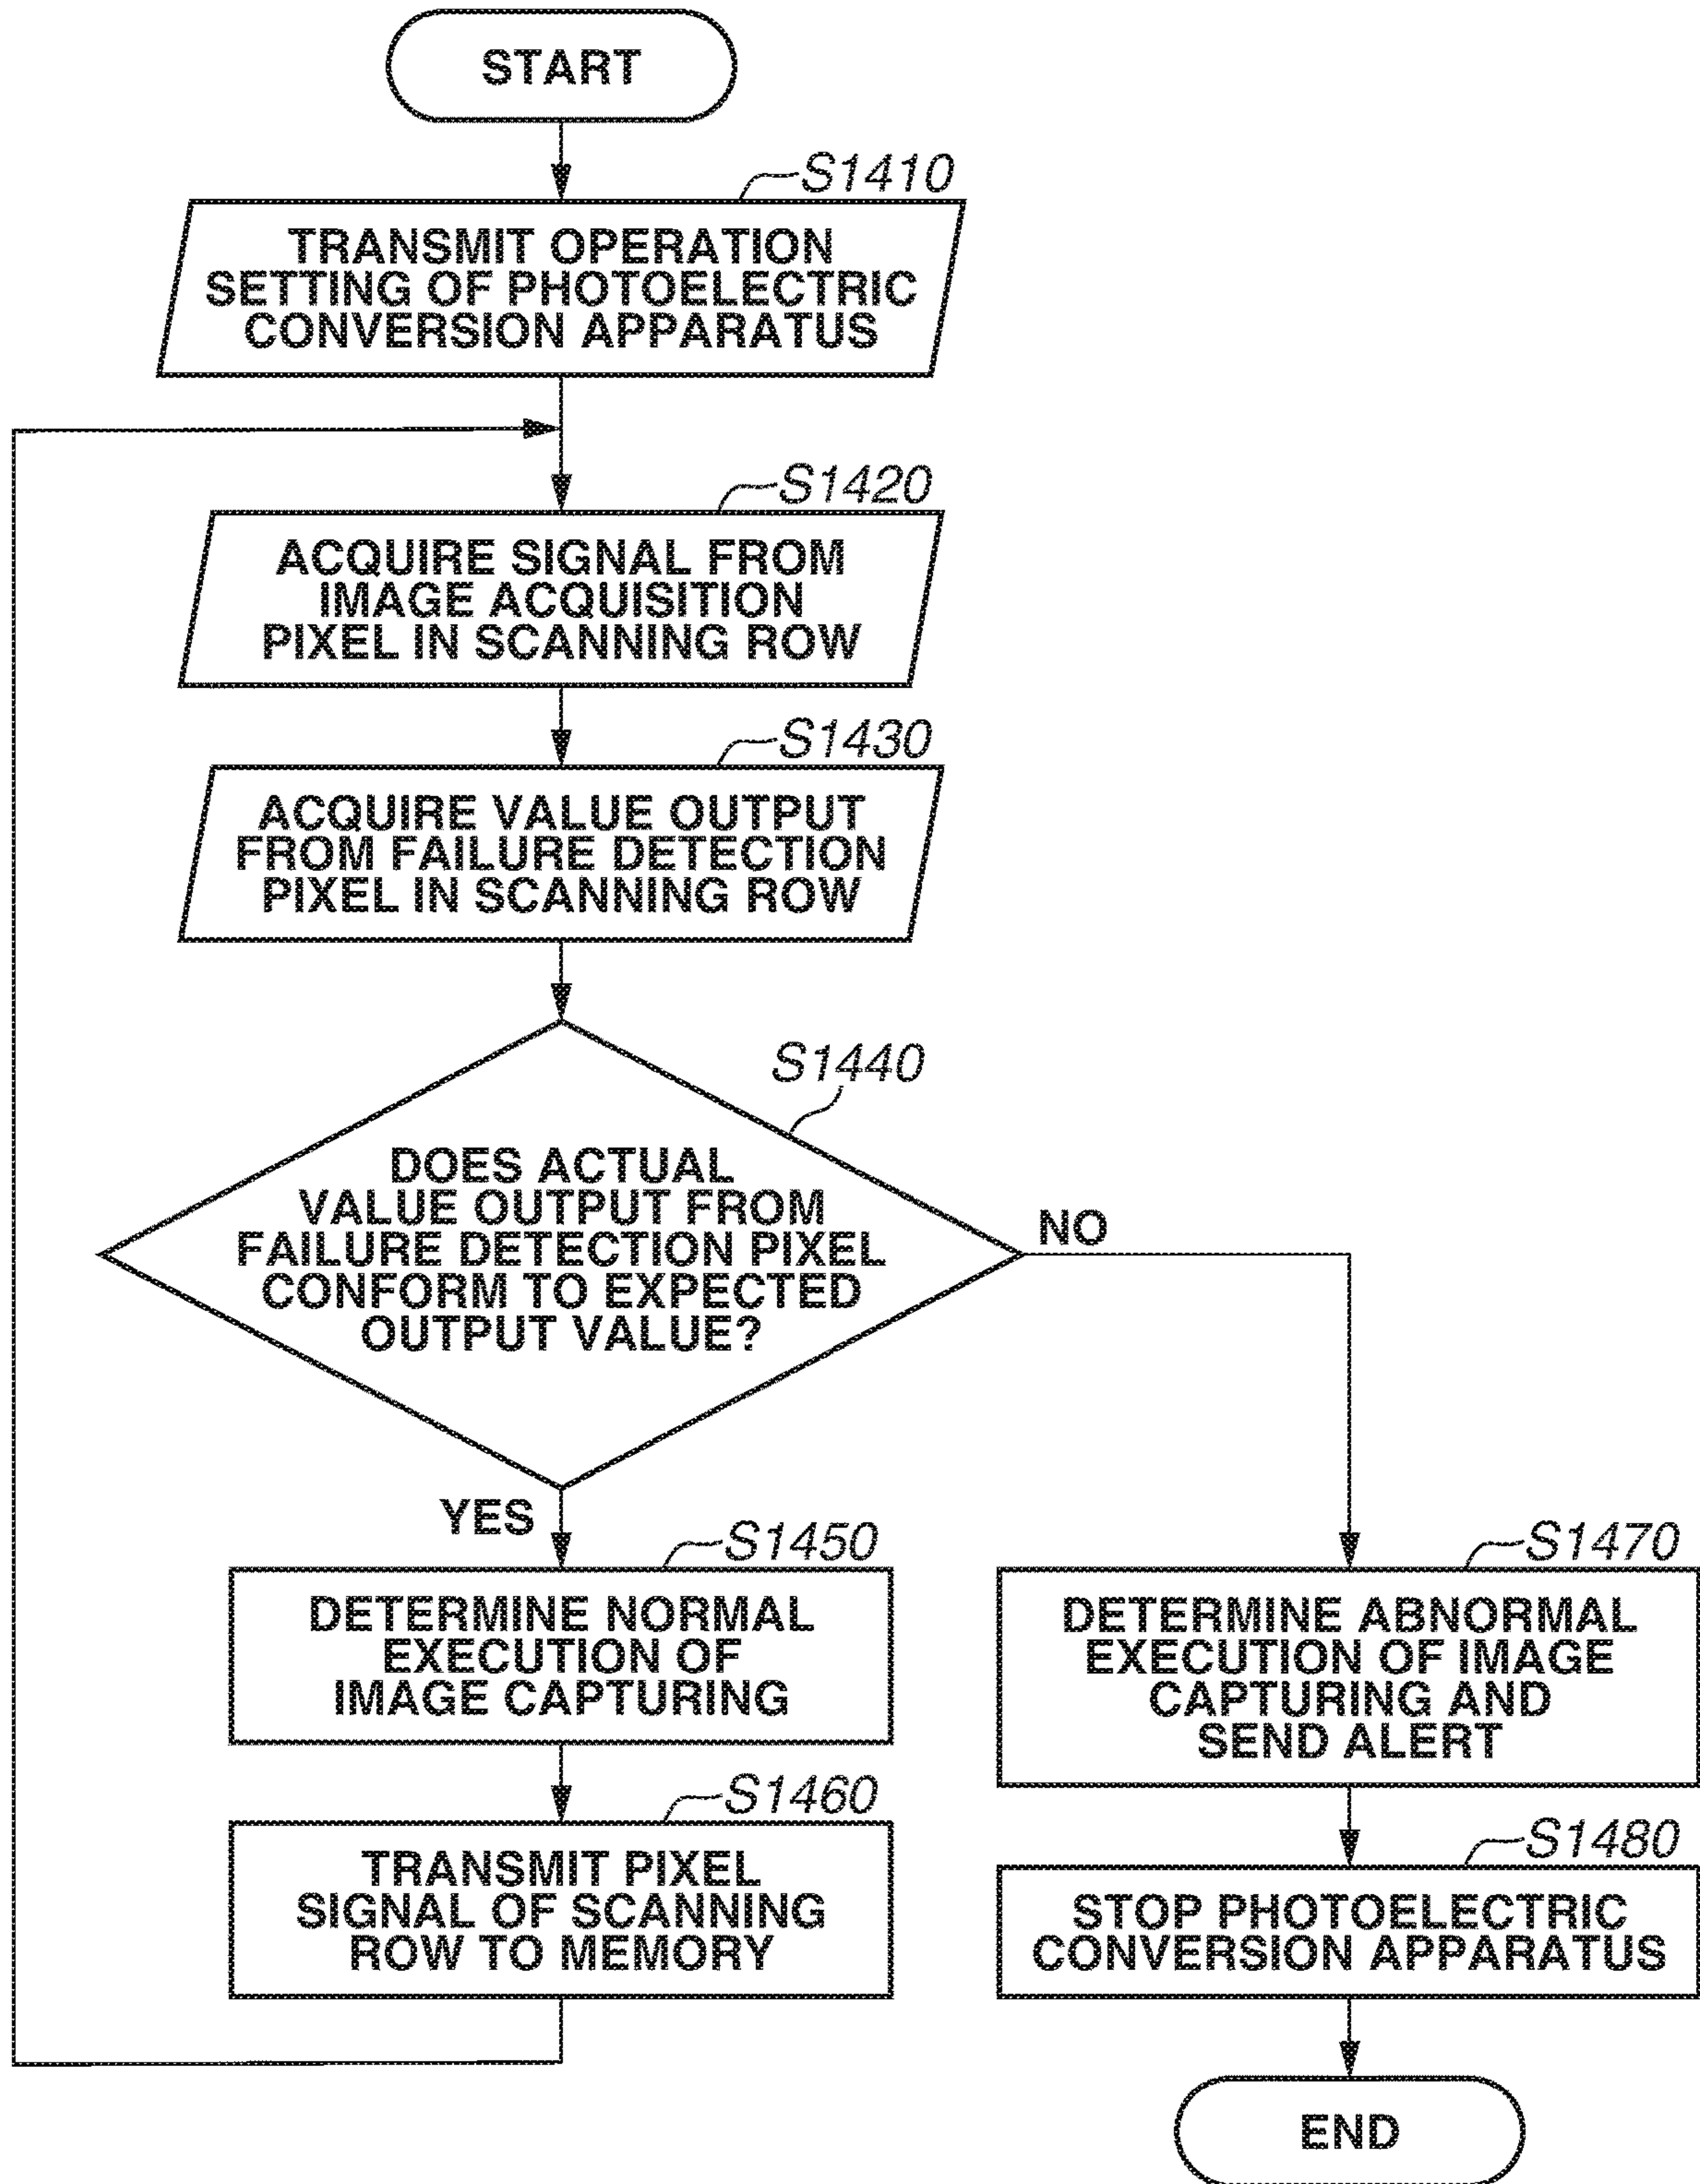 START
S1410
TRANSMIT OPERATION
SETTING OF PHOTOELECTRIC
CONVERSION APPARATUS
S1420
ACQUIRE SIGNAL FROM
IMAGE ACQUISITION
PIXEL IN SCANNING ROW
S1430
ACQUIRE VALUE OUTPUT
FROM FAILURE DETECTION
PIXEL IN SCANNING ROW
S1440
DOES ACTUAL
VALUE OUTPUT FROM
FAILURE DETECTION PIXEL
CONFORM TO EXPECTED
OUTPUT VALUE?
NO
YES
S1450
DETERMINE NORMAL
EXECUTION OF
IMAGE CAPTURING
S1460
TRANSMIT PIXEL
SIGNAL OF SCANNING
ROW TO MEMORY
S1470
DETERMINE ABNORMAL
EXECUTION OF IMAGE
CAPTURING AND
SEND ALERT
S1480
STOP PHOTOELECTRIC
CONVERSION APPARATUS
END